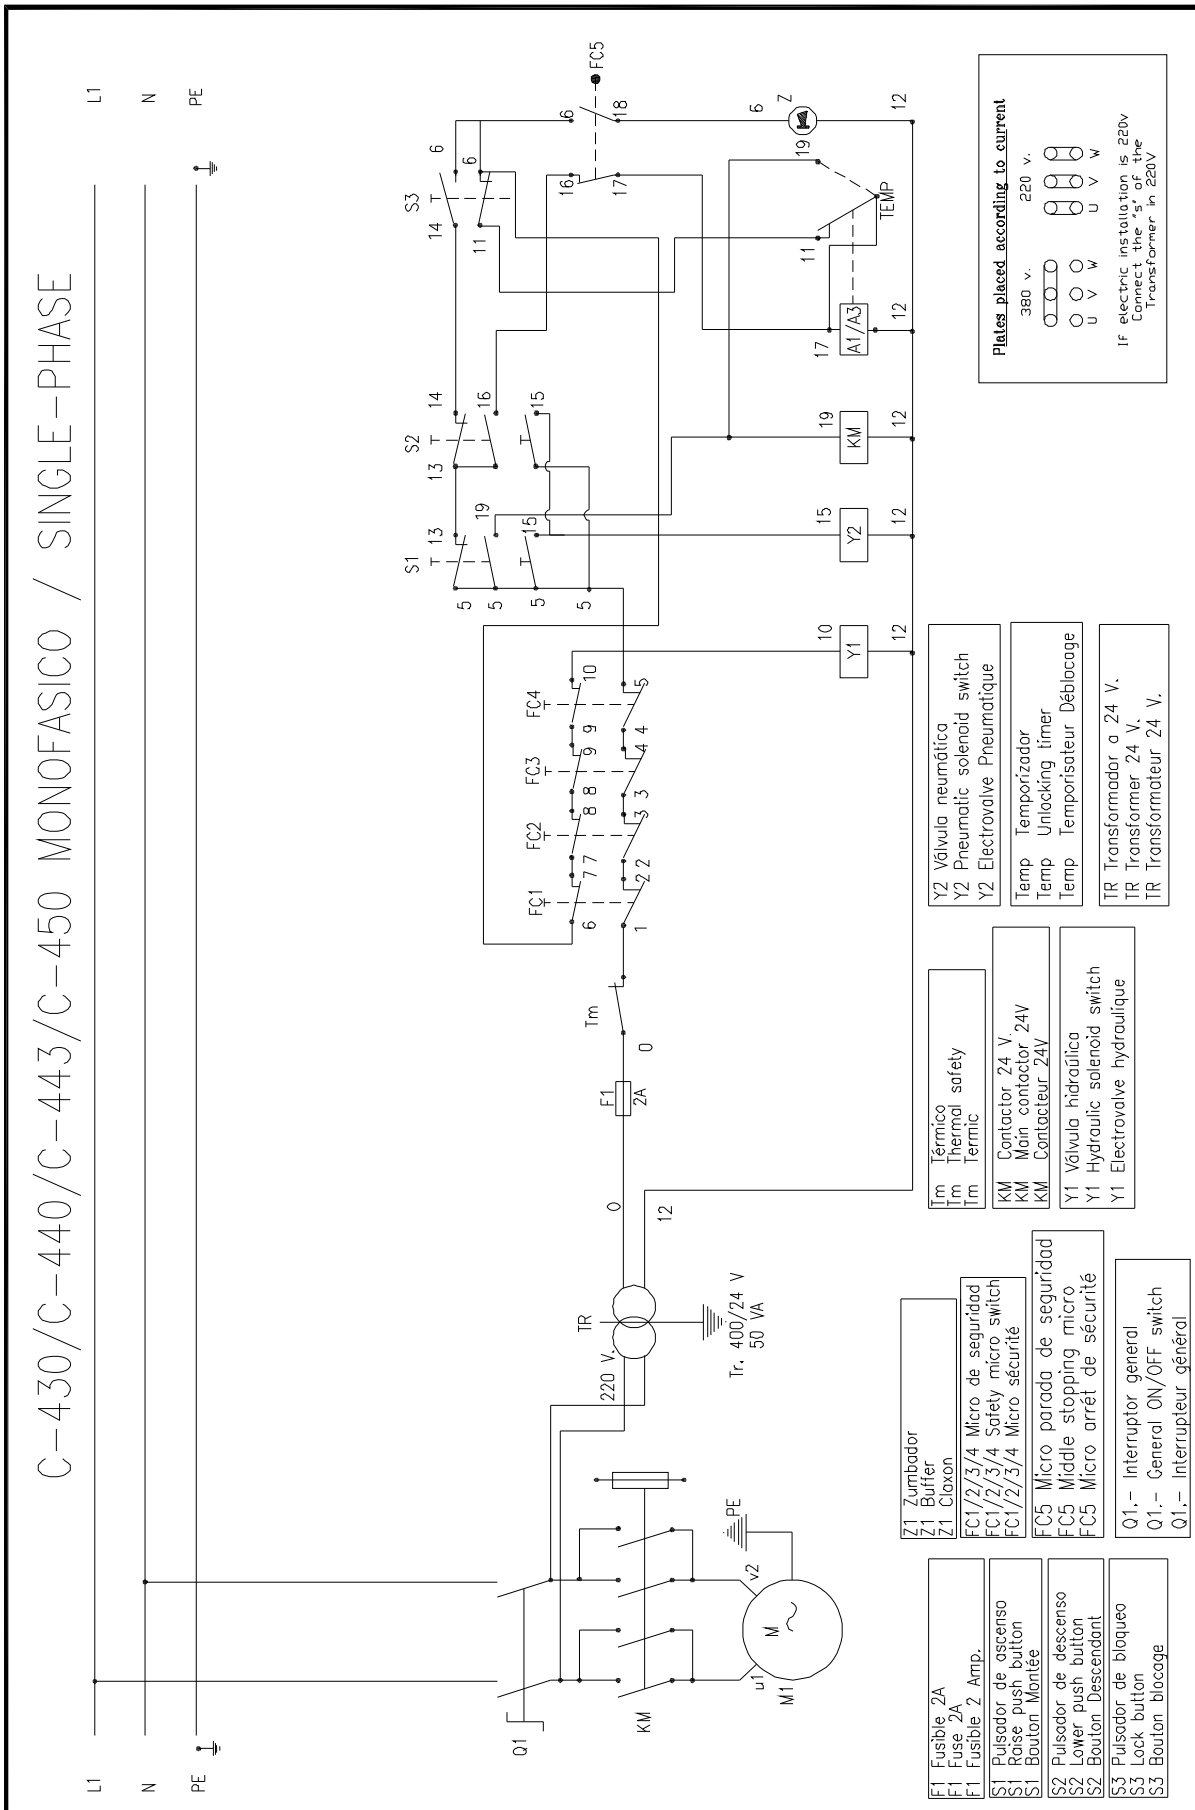 C-430/C-440/C-443/C-450 MONOFASICO / SINGLE-PHASE
L1
N
PE
L1
N
PE
Q1
KM
M
M1
u1
v2
PE
220 V.
TR
Tr. 400/24 V
50 VA
0
12
F1
2A
0
Tm
1
FC1
6
7
2
2
FC2
7
8
3
3
FC3
8
9
4
4
FC4
9
10
5
S1
5
5
5
5
13
19
15
S2
13
14
16
15
S3
14
11
6
6
FC5
16
17
6
18
10
Y1
12
15
Y2
12
19
KM
12
17
A1/A3
12
11
19
TEMP
6
Z
12
Plates placed according to current
380 v.
220 v.
U V W
U V W
If electric installation is 220v
Connect the "s" of the
Transformer in 220V
F1 Fusible 2A
F1 Fuse 2A
F1 Fusible 2 Amp.
S1 Pulsador de ascenso
S1 Raise push button
S1 Bouton Montée
S2 Pulsador de descenso
S2 Lower push button
S2 Bouton Descendant
S3 Pulsador de bloqueo
S3 Lock button
S3 Bouton blocage
Z1 Zumbador
Z1 Buffer
Z1 Claxon
FC1/2/3/4 Micro de seguridad
FC1/2/3/4 Safety micro switch
FC1/2/3/4 Micro sécurité
FC5 Micro parada de seguridad
FC5 Middle stopping micro
FC5 Micro arrét de sécurité
Q1.- Interruptor general
Q1.- General ON/OFF switch
Q1.- Interrupteur général
Tm Térmico
Tm Thermal safety
Tm Termic
KM Contactor 24 V.
KM Main contactor 24V
KM Contacteur 24V
Y1 Válvula hidraúlica
Y1 Hydraulic solenoid switch
Y1 Electrovalve hydraulique
Y2 Válvula neumática
Y2 Pneumatic solenoid switch
Y2 Electrovalve Pneumatique
Temp Temporizador
Temp Unlocking timer
Temp Temporisateur Déblocage
TR Transformador a 24 V.
TR Transformer 24 V.
TR Transformateur 24 V.